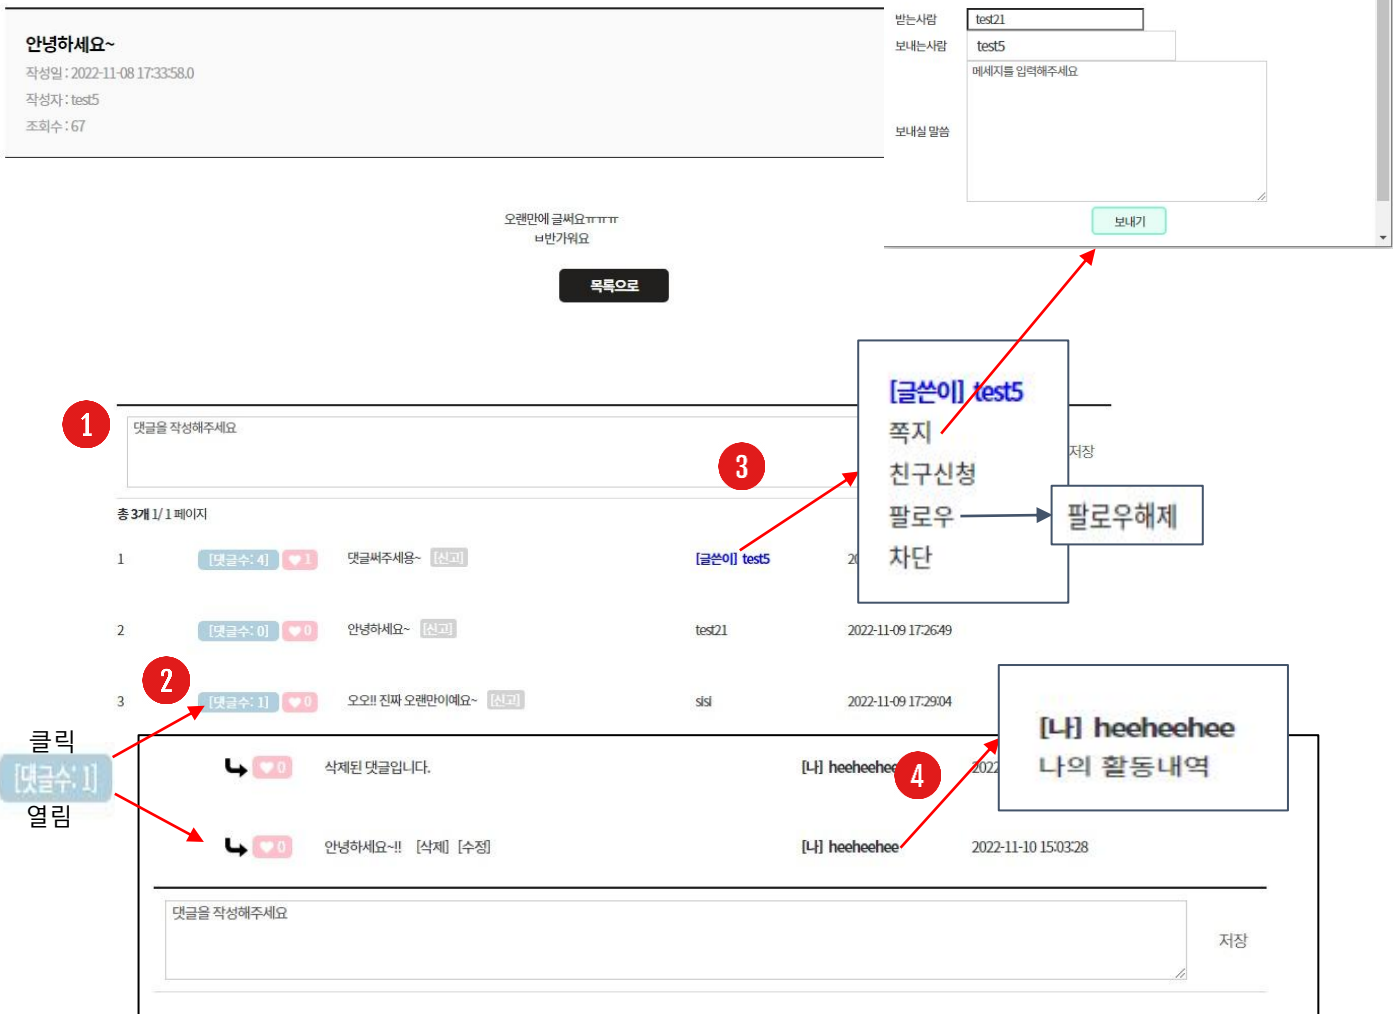 안녕하세요~
작성일 : 2022-11-08 17:33:58.0
작성자 : test5
조회수 : 67
받는사람 test21
보내는사람 test5
메세지를 입력해주세요
보내실 말씀
보내기
오랜만에 글써요ㅠㅠㅠ
ㅂ반가워요
목록으로
1
댓글을 작성해주세요
저장
3
[글쓴이] test5
쪽지
친구신청
팔로우
차단
팔로우해제
총 3개 1/ 1 페이지
1 [댓글수: 4] 1 댓글써주세용~ [신고] [글쓴이] test5 20
2 [댓글수: 0] 0 안녕하세요~ [신고] test21 2022-11-09 17:26:49
2
3 [댓글수: 1] 0 오오!! 진짜 오랜만이예요~ [신고] sisi 2022-11-09 17:29:04
클릭
[댓글수: 1]
열림
0 삭제된 댓글입니다. [나] heeheehee 2022
4
[나] heeheehee
나의 활동내역
0 안녕하세요~!! [삭제] [수정] [나] heeheehee 2022-11-10 15:03:28
댓글을 작성해주세요
저장